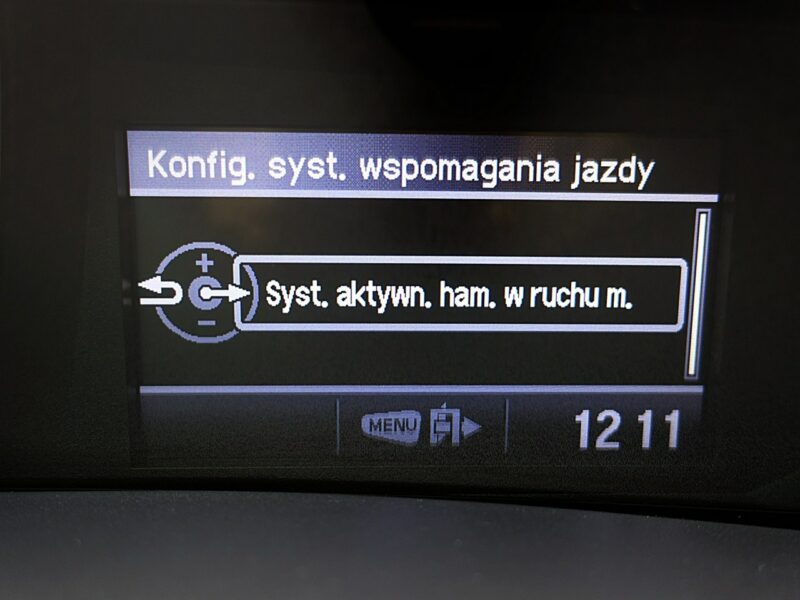 Konfig. syst. wspomagania jazdy
+
Syst. aktywn. ham. w ruchu m.
−
MENU
12 11